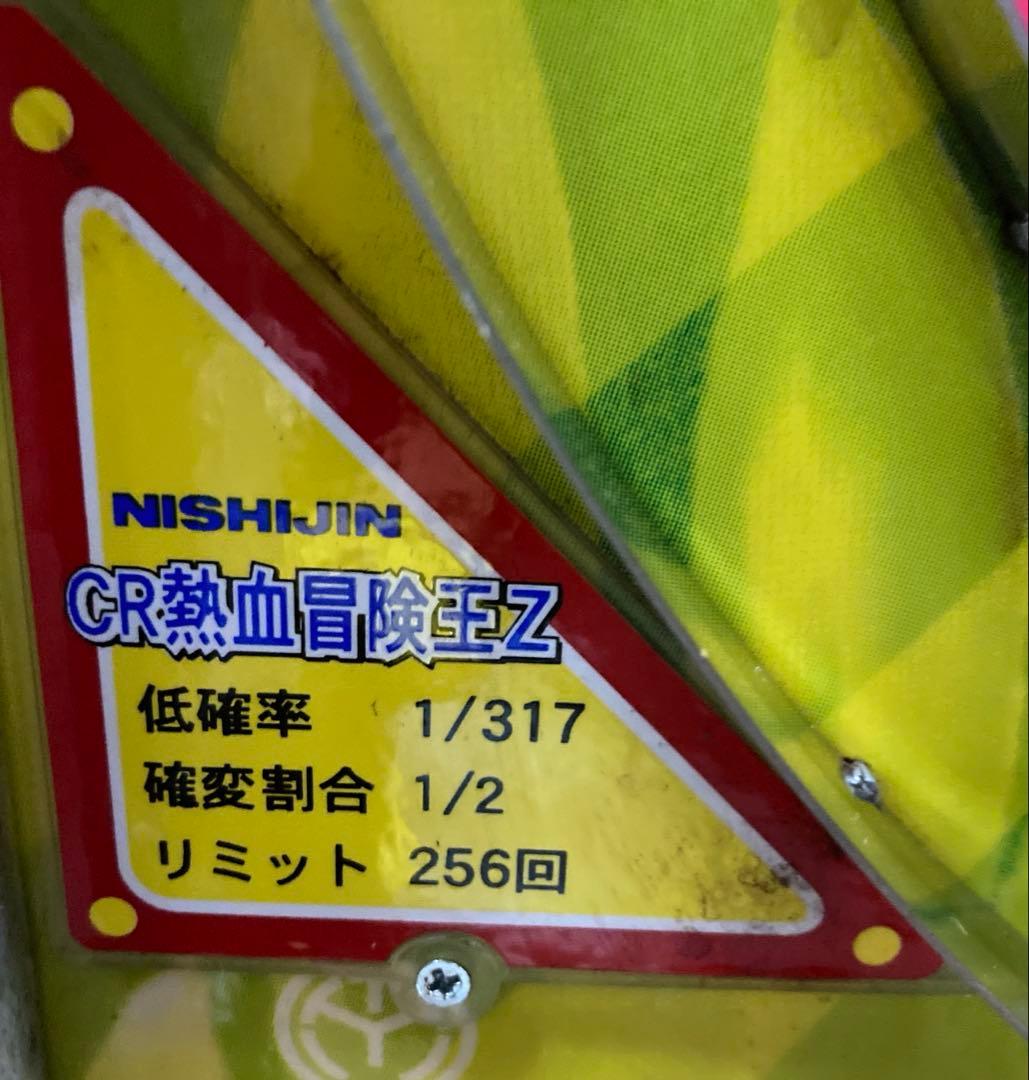 NISHIJIN
CR熱血冒険王Z
低確率 1/317
確変割合 1/2
リミット 256回